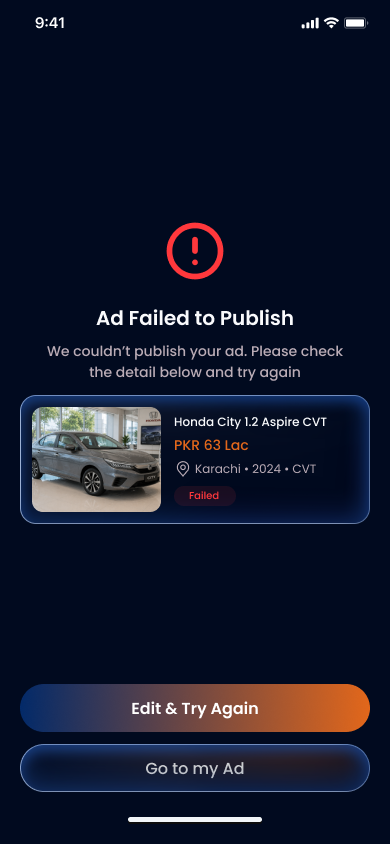 9:41
Ad Failed to Publish
We couldn’t publish your ad. Please check
the detail below and try again
Honda City 1.2 Aspire CVT
PKR 63 Lac
Karachi • 2024 • CVT
Failed
Edit & Try Again
Go to my Ad